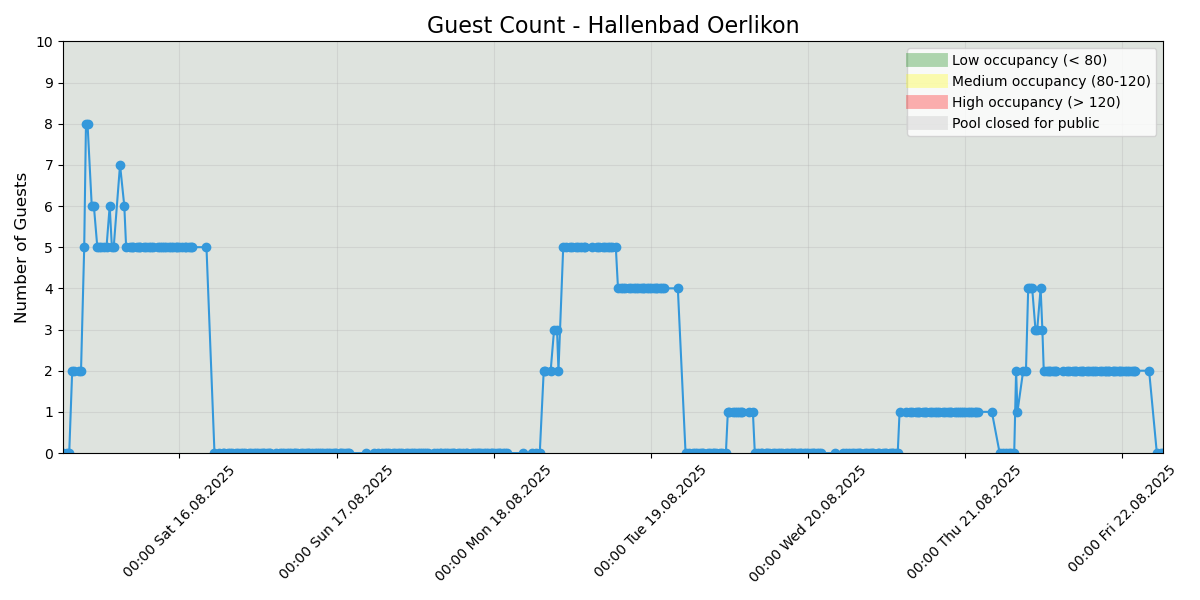 Guest Count - Hallenbad Oerlikon
Number of Guests
10
9
8
7
6
5
4
3
2
1
0
Low occupancy (< 80)
Medium occupancy (80-120)
High occupancy (> 120)
Pool closed for public
00:00 Sat 16.08.2025
00:00 Sun 17.08.2025
00:00 Mon 18.08.2025
00:00 Tue 19.08.2025
00:00 Wed 20.08.2025
00:00 Thu 21.08.2025
00:00 Fri 22.08.2025